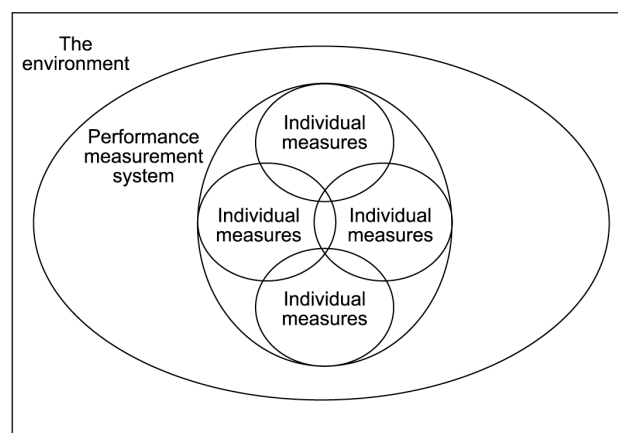 The
environment
Performance
measurement
system
Individual
measures
Individual
measures
Individual
measures
Individual
measures